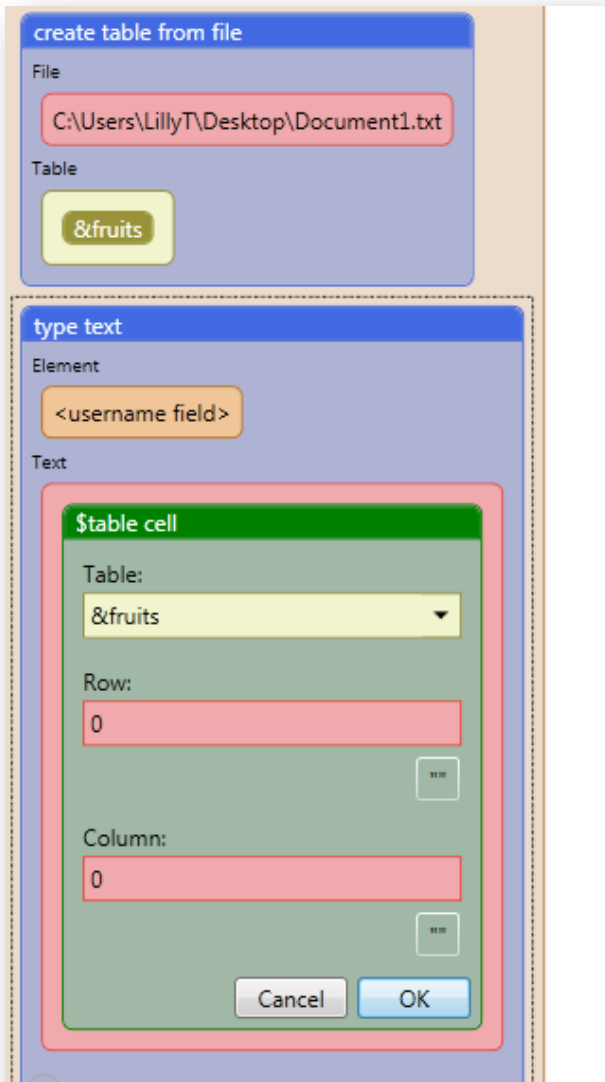 create table from file
File
C:\Users\LillyT\Desktop\Document1.txt
Table
&fruits
type text
Element
<username field>
Text
$table cell
Table:
&fruits
Row:
0
""
Column:
0
""
Cancel OK